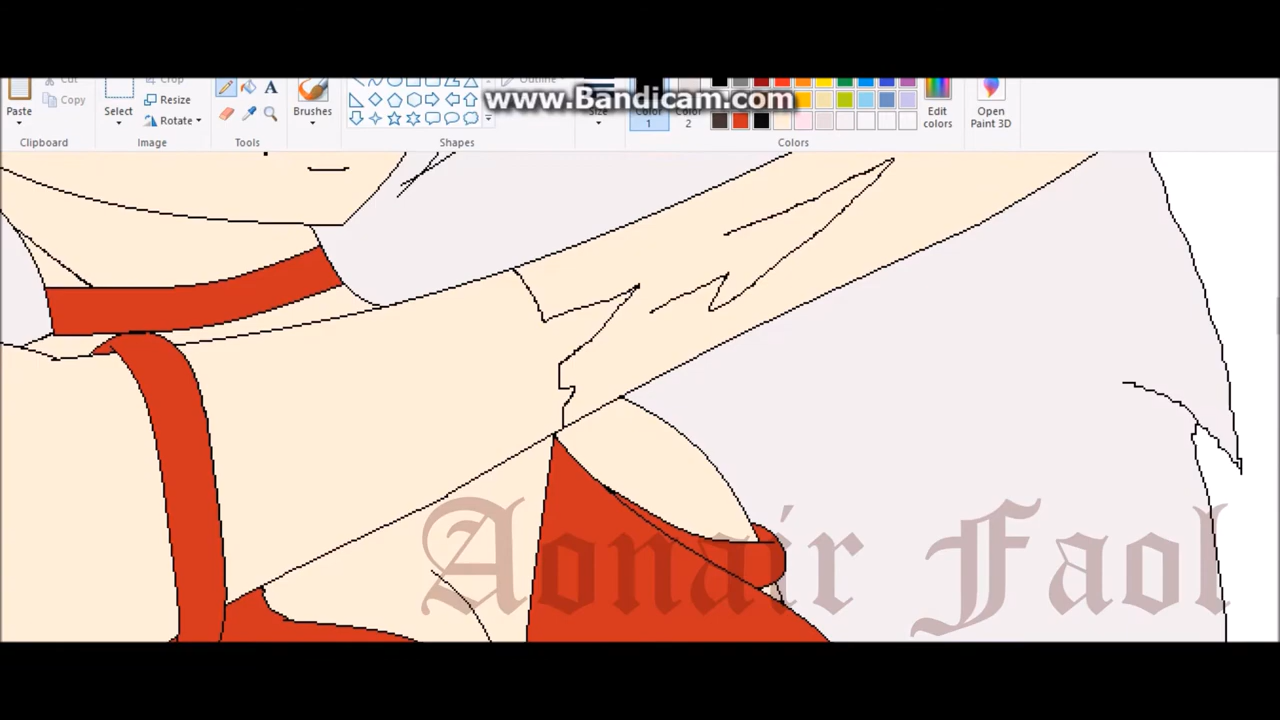 Cut
Crop
Outline
www.Bandicam.com
Paste
Copy
Select
Resize
Rotate
Brushes
Size
Color 1
Color 2
Edit colors
Open Paint 3D
Clipboard
Image
Tools
Shapes
Colors
Aonair Faol